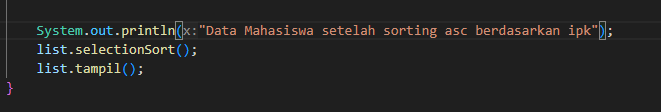 System.out.println(x:"Data Mahasiswa setelah sorting asc berdasarkan ipk");
list.selectionSort();
list.tampil();
}